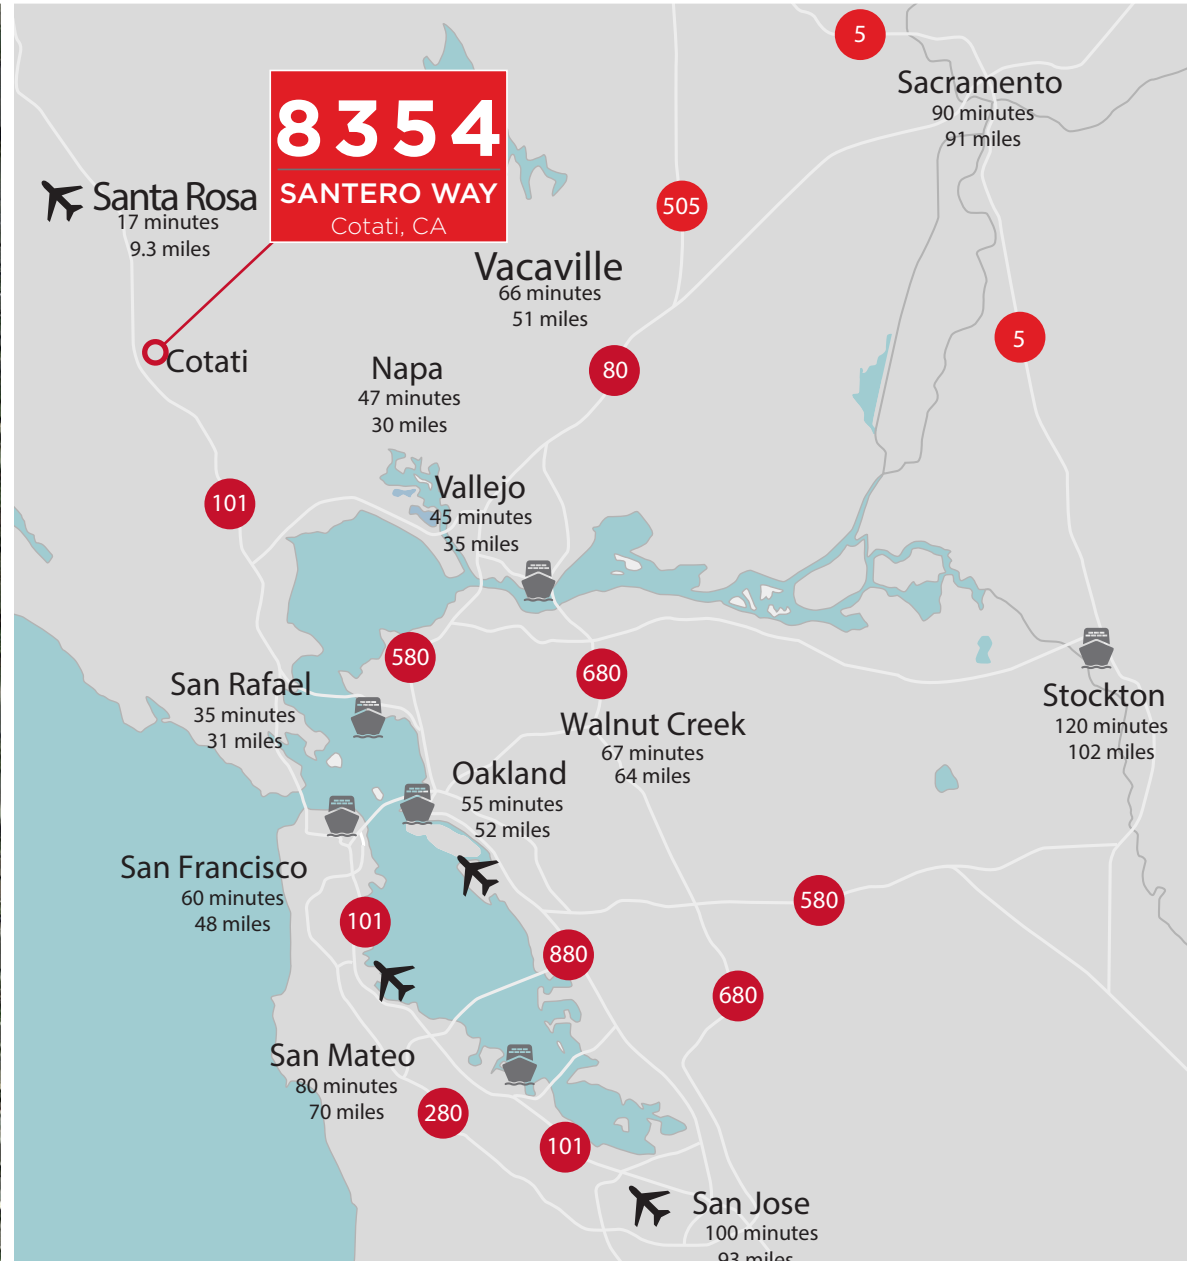 5
Sacramento
90 minutes
91 miles
8354
SANTERO WAY
Cotati, CA
Santa Rosa
17 minutes
9.3 miles
505
Vacaville
66 minutes
51 miles
5
Cotati
Napa
47 minutes
30 miles
80
Vallejo
45 minutes
35 miles
101
580
680
San Rafael
35 minutes
31 miles
Walnut Creek
67 minutes
64 miles
Stockton
120 minutes
102 miles
Oakland
55 minutes
52 miles
San Francisco
60 minutes
48 miles
101
580
880
680
San Mateo
80 minutes
70 miles
280
101
San Jose
100 minutes
93 miles